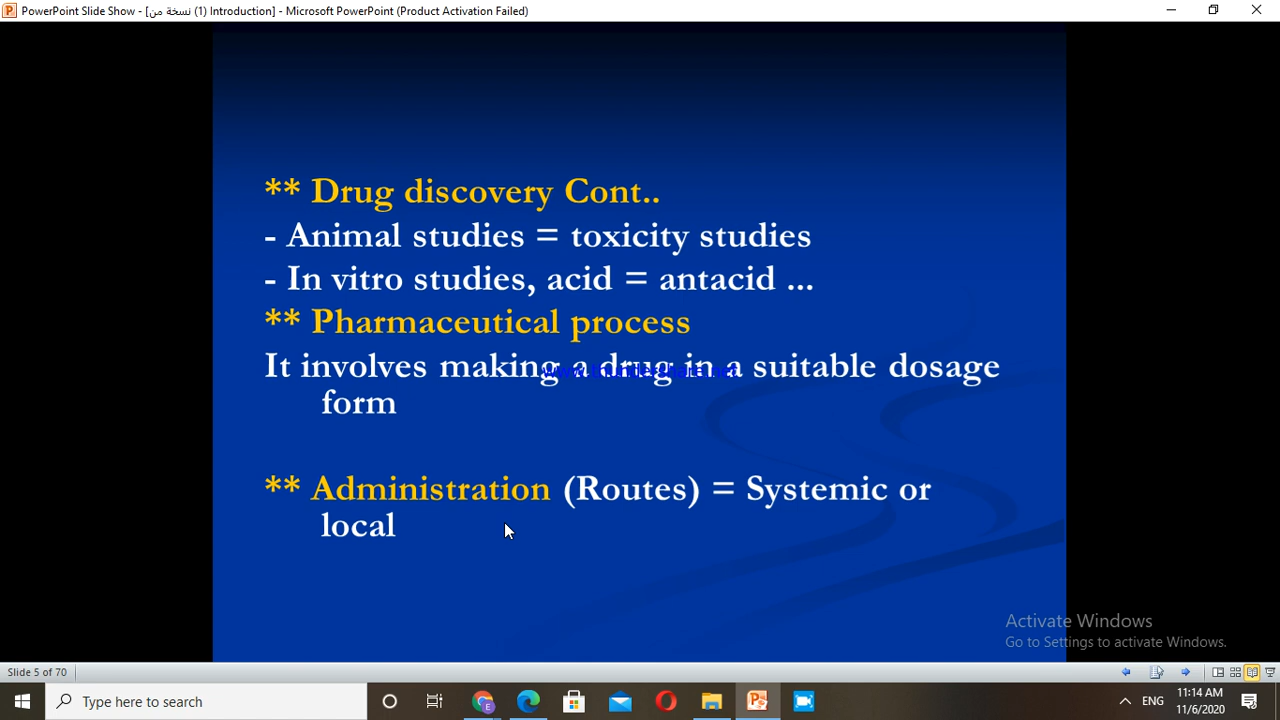 PowerPoint Slide Show - [نسخة من (1) Introduction] - Microsoft PowerPoint (Product Activation Failed)
** Drug discovery Cont..
- Animal studies = toxicity studies
- In vitro studies, acid = antacid ...
** Pharmaceutical process
It involves making a drug in a suitable dosage
form
** Administration (Routes) = Systemic or
local
Activate Windows
Go to Settings to activate Windows.
Slide 5 of 70
Type here to search
ENG
11:14 AM
11/6/2020